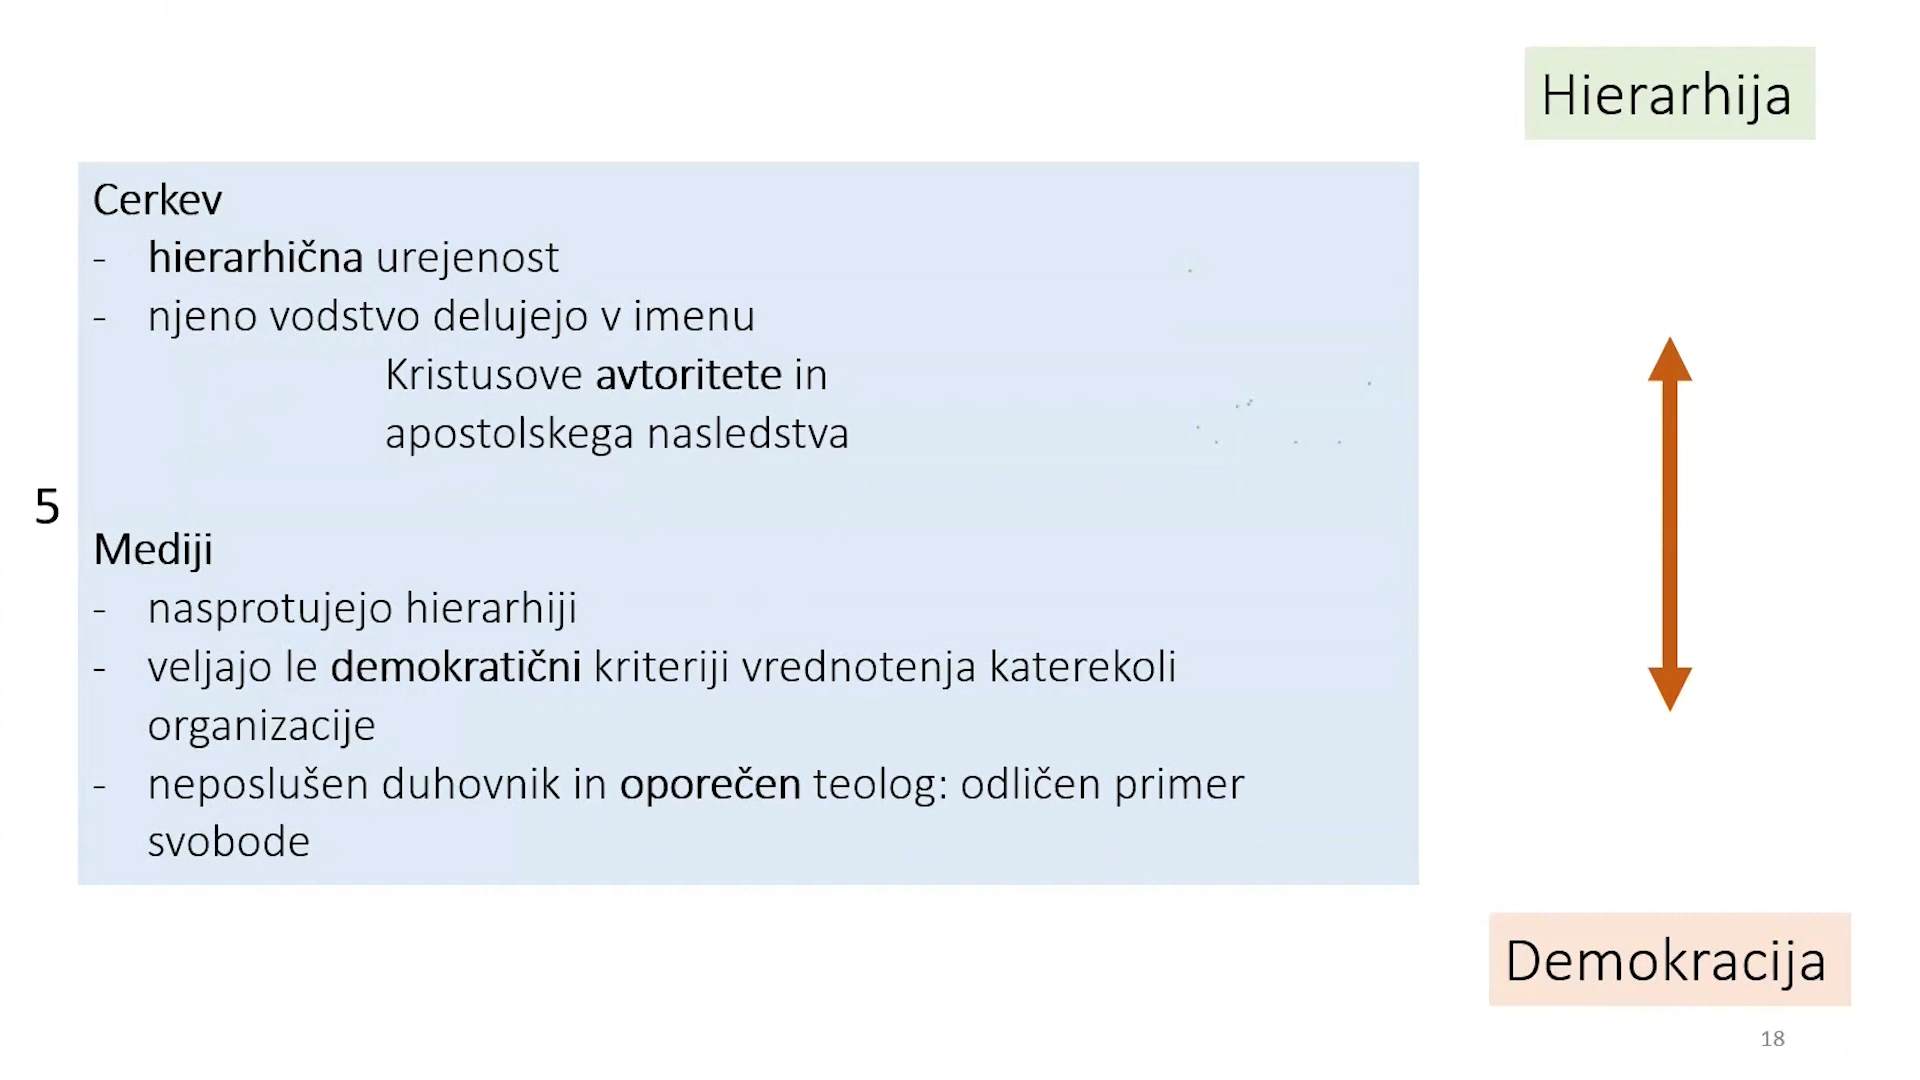 Hierarhija
Cerkev
- hierarhična urejenost
- njeno vodstvo delujejo v imenu
Kristusove avtoritete in
apostolskega nasledstva
5
Mediji
- nasprotujejo hierarhiji
- veljajo le demokratični kriteriji vrednotenja katerekoli
organizacije
- neposlušen duhovnik in oporečen teolog: odličen primer
svobode
Demokracija
18